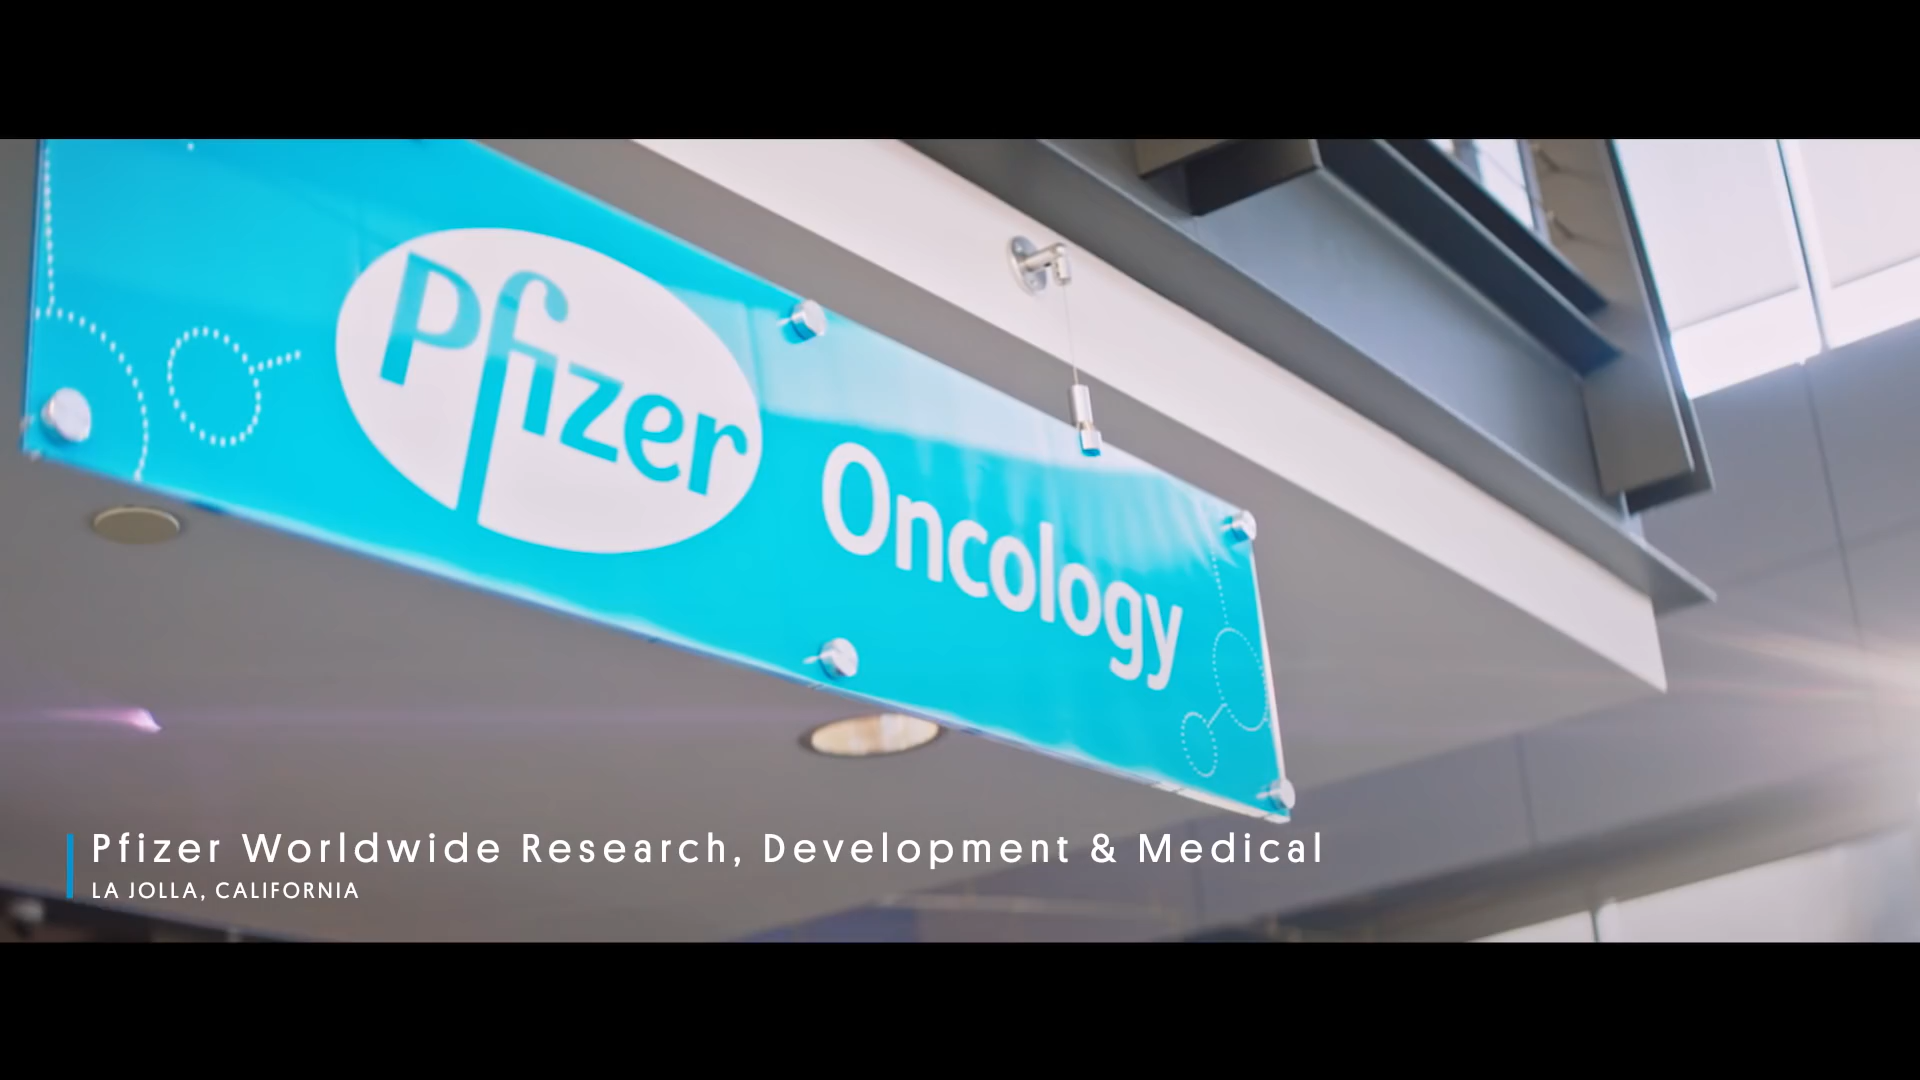 Pfizer Oncology
Pfizer Worldwide Research, Development & Medical
LA JOLLA, CALIFORNIA